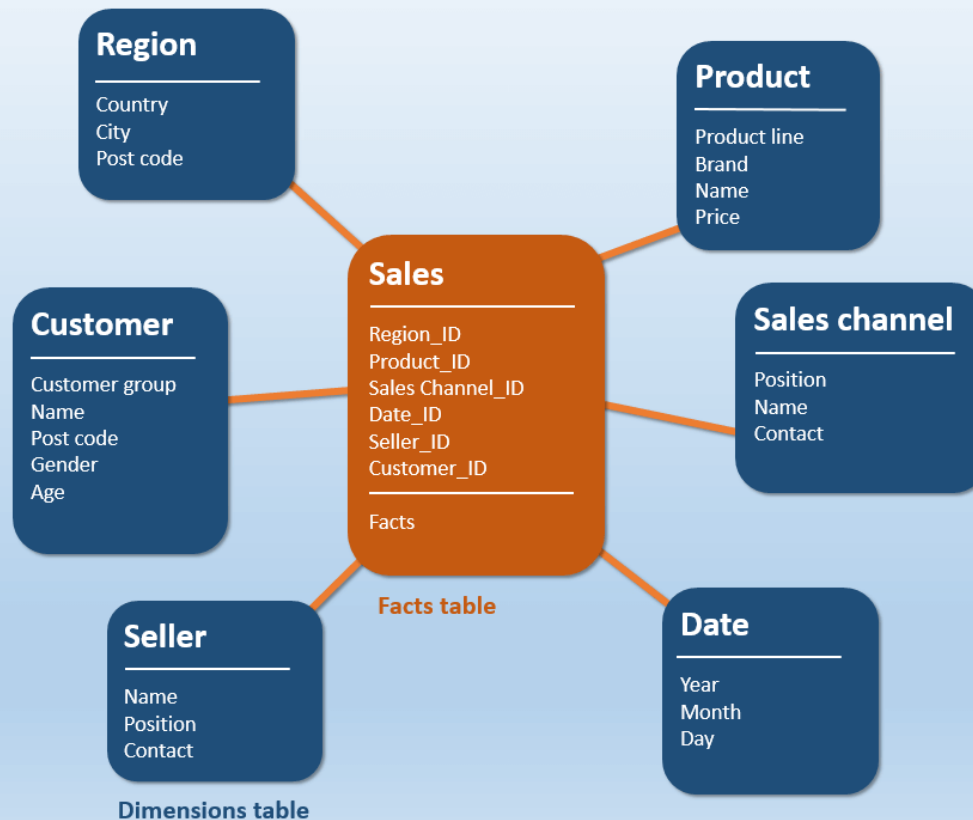 Region
Country
City
Post code
Product
Product line
Brand
Name
Price
Sales
Region_ID
Product_ID
Sales Channel_ID
Date_ID
Seller_ID
Customer_ID
Facts
Facts table
Customer
Customer group
Name
Post code
Gender
Age
Sales channel
Position
Name
Contact
Seller
Name
Position
Contact
Dimensions table
Date
Year
Month
Day